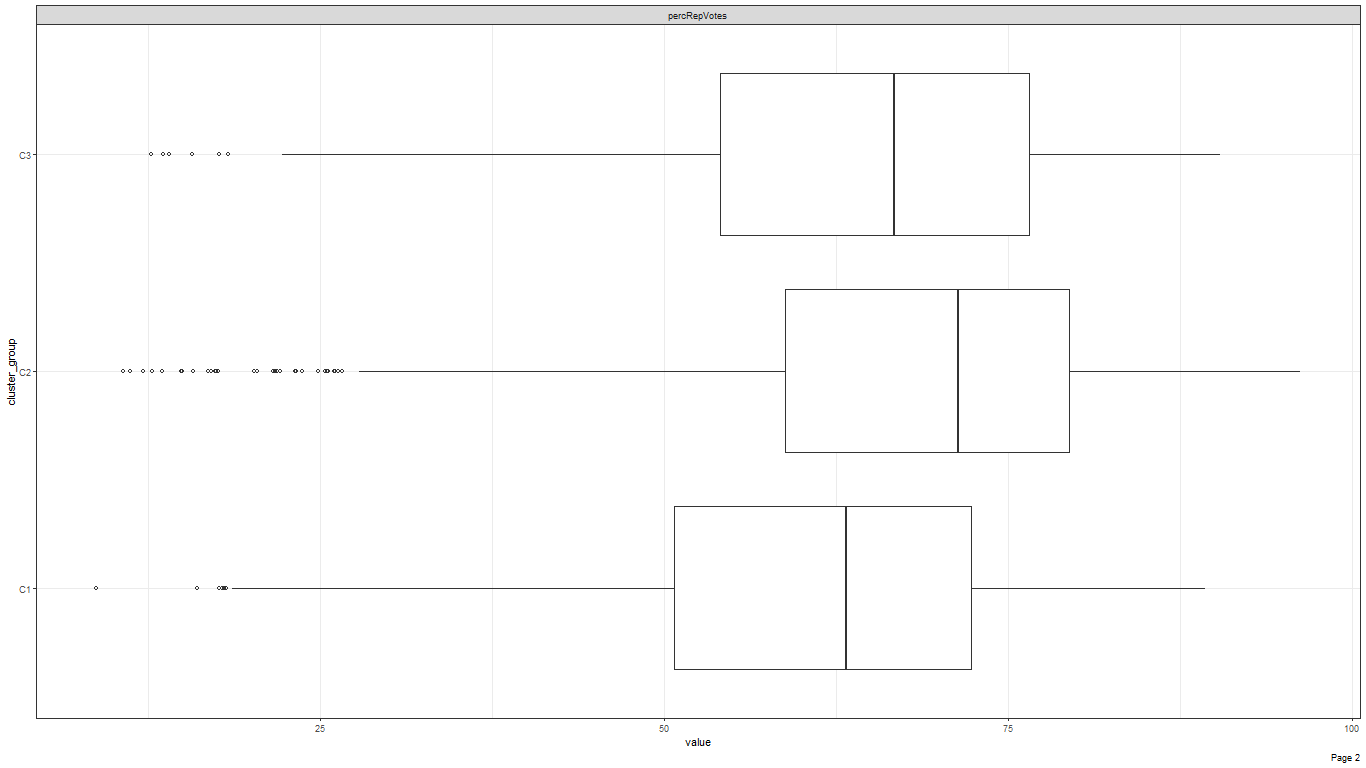 percRepVotes
cluster_group
C3
C2
C1
25 50 75 100
value
Page 2